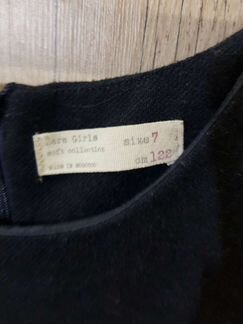 Zara Girls size 7
soft collection
MADE IN MOROCCO cm 122